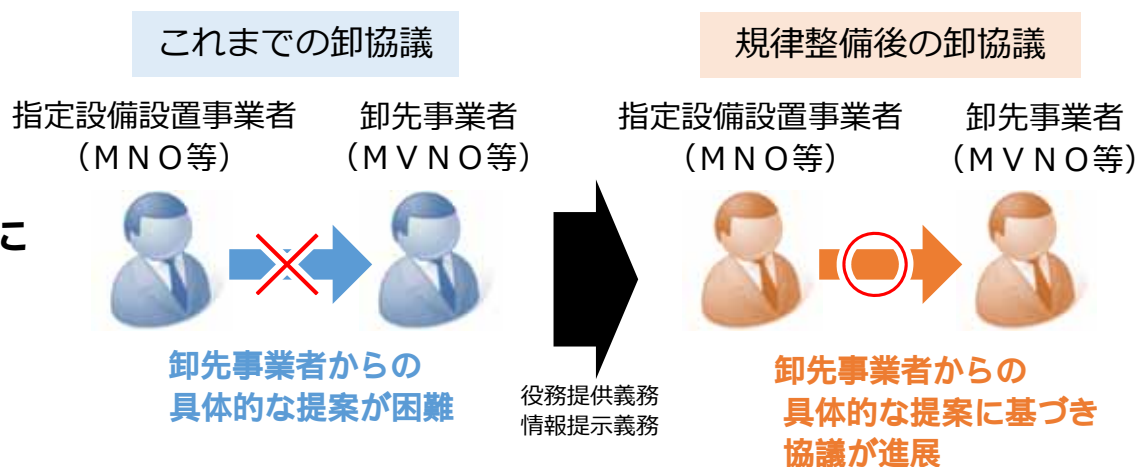 これまでの卸協議
指定設備設置事業者
（ＭＮＯ等）
卸先事業者
（ＭＶＮＯ等）
に
卸先事業者からの
具体的な提案が困難
役務提供義務
情報提示義務
規律整備後の卸協議
指定設備設置事業者
（ＭＮＯ等）
卸先事業者
（ＭＶＮＯ等）
卸先事業者からの
具体的な提案に基づき
協議が進展